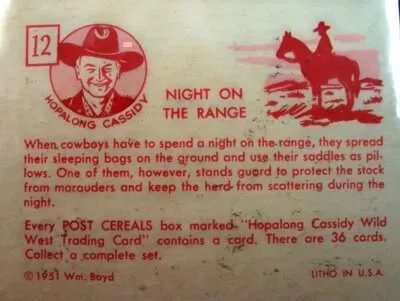 12
HOPALONG CASSIDY
NIGHT ON
THE RANGE
When cowboys have to spend a night on the range, they spread
their sleeping bags on the ground and use their saddles as pil-
lows. One of them, however, stands guard to protect the stock
from marauders and keep the herd from scattering during the
night.
Every POST CEREALS box marked "Hopalong Cassidy Wild
West Trading Card" contains a card. There are 36 cards.
Collect a complete set.
© 1951 Wm. Boyd
LITHO IN U.S.A.